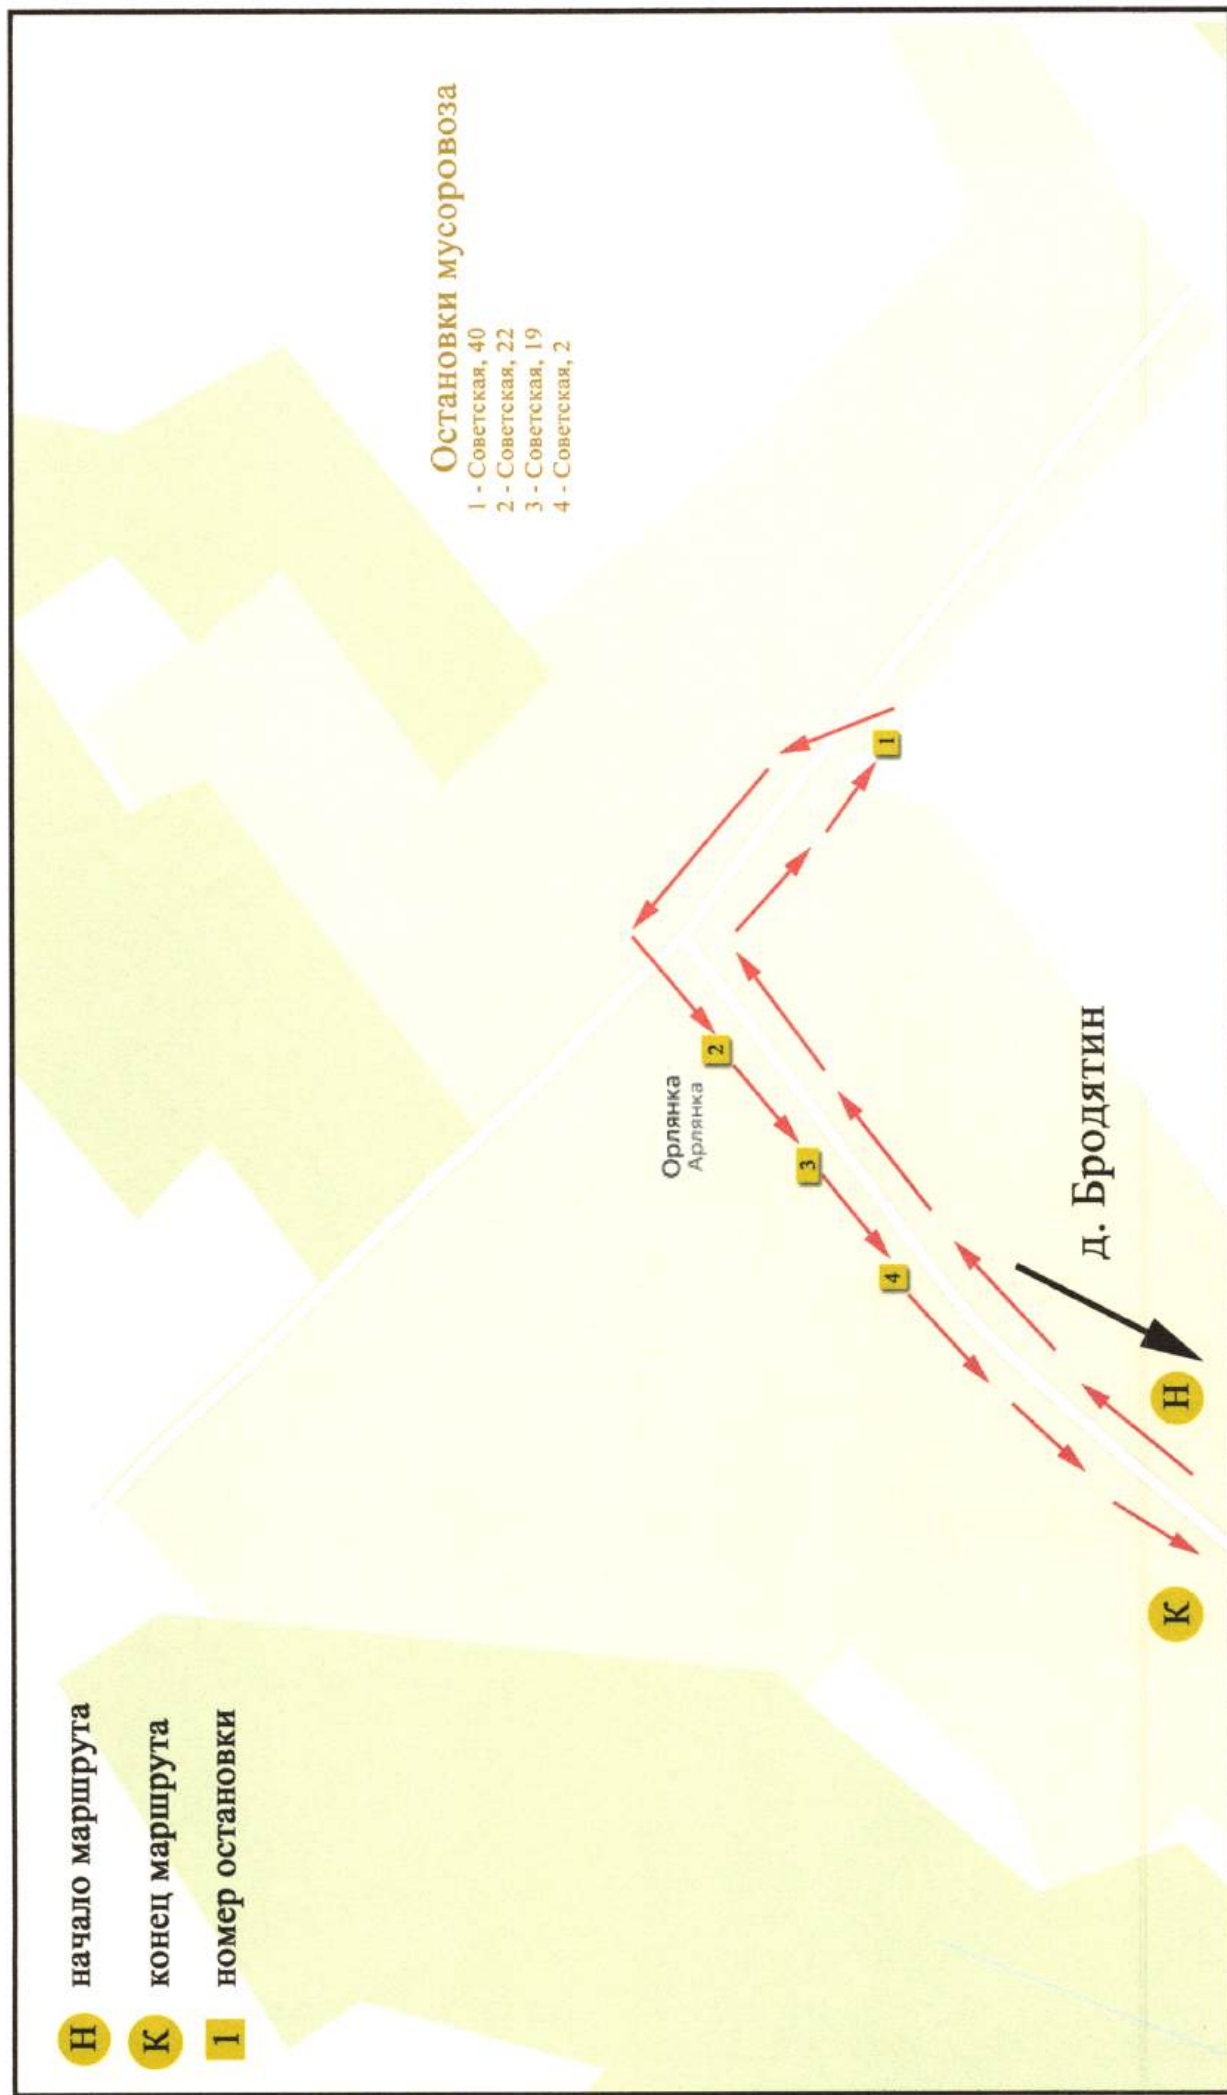 Н начало маршрута
К конец маршрута
1 номер остановки
Остановки мусоровоза
1 - Советская, 40
2 - Советская, 22
3 - Советская, 19
4 - Советская, 2
1
2
Орлянка
Арлянка
3
4
д. Бродятин
Н
К